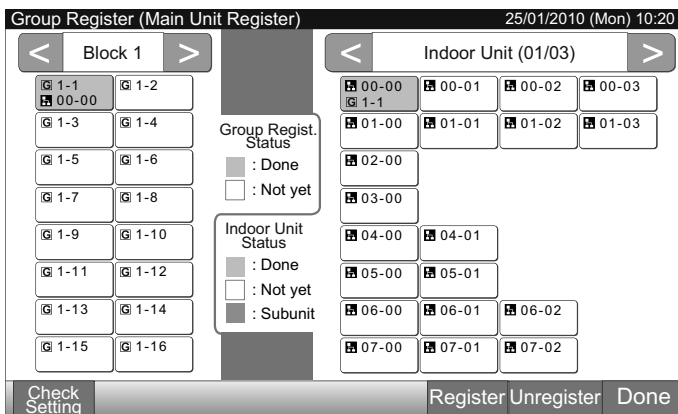 Group Register (Main Unit Register) 25/01/2010 (Mon) 10:20
< Block 1 >
G 1-1
00-00
G 1-2
G 1-3 G 1-4
G 1-5 G 1-6
G 1-7 G 1-8
G 1-9 G 1-10
G 1-11 G 1-12
G 1-13 G 1-14
G 1-15 G 1-16
Group Regist.
Status
: Done
: Not yet
Indoor Unit
Status
: Done
: Not yet
: Subunit
< Indoor Unit (01/03) >
00-00 00-01 00-02 00-03
G 1-1
01-00 01-01 01-02 01-03
02-00
03-00
04-00 04-01
05-00 05-01
06-00 06-01 06-02
07-00 07-01 07-02
Check
Setting
Register Unregister Done